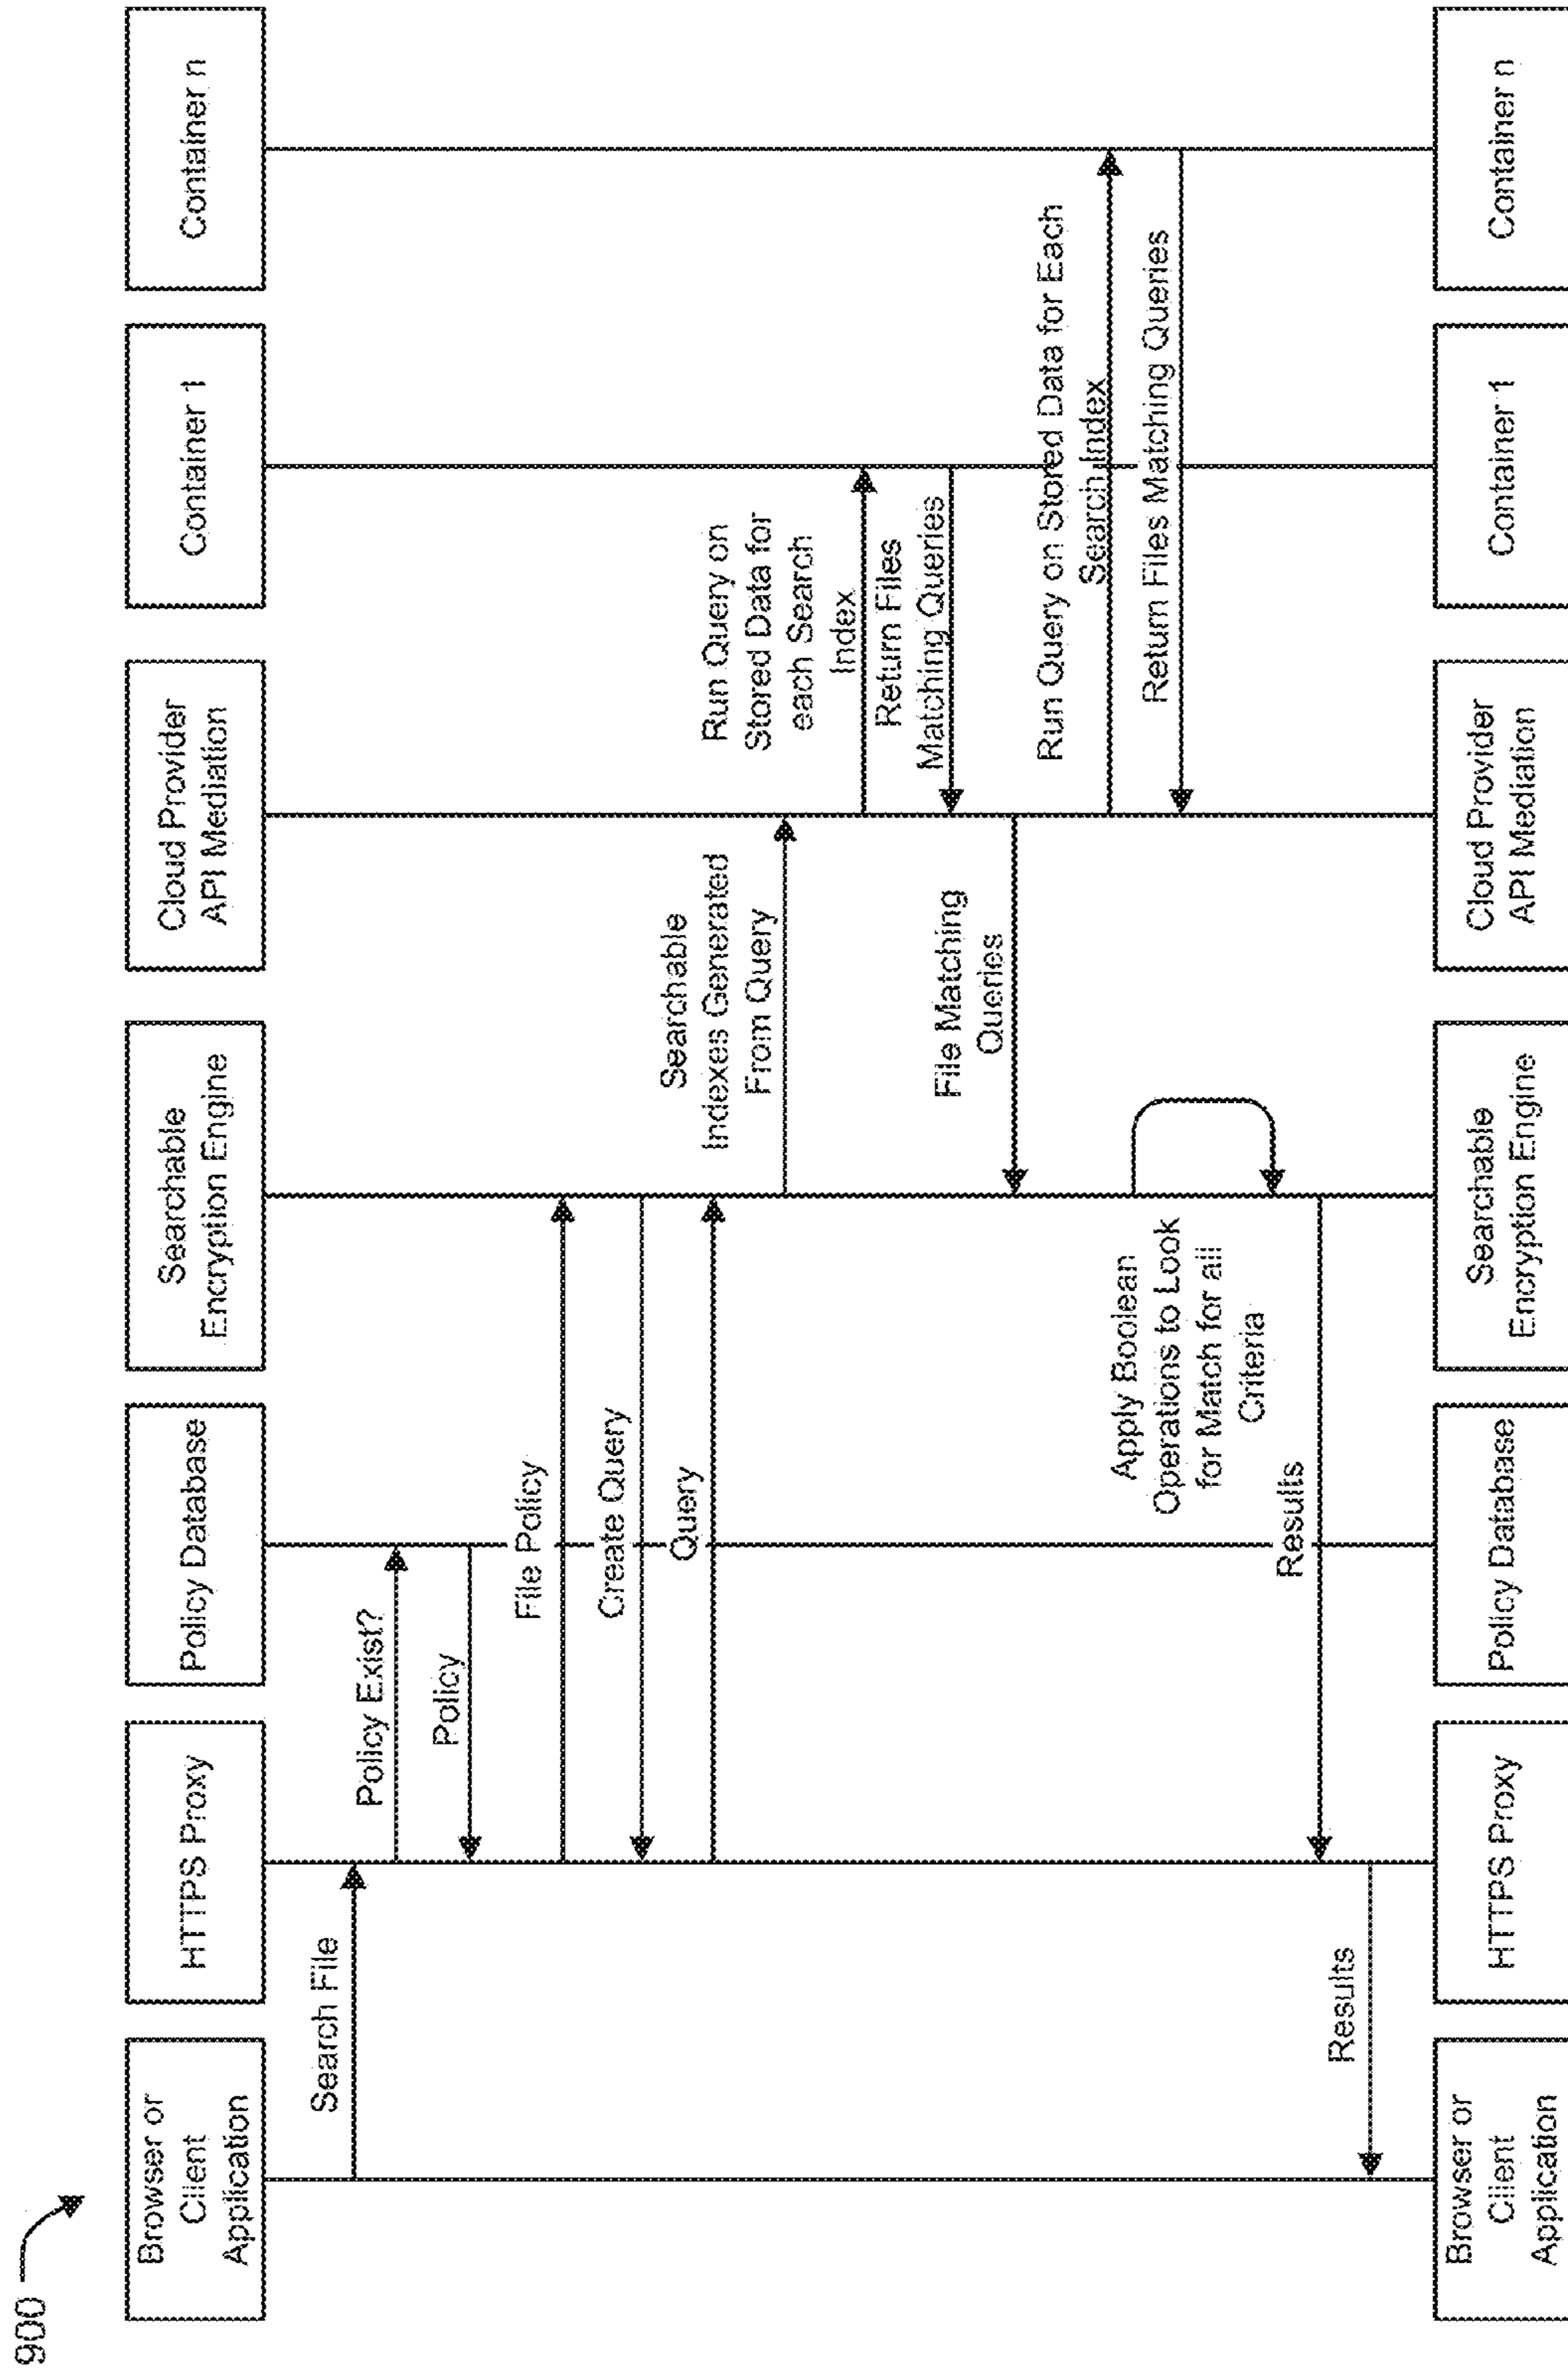 900
Browser or
Client
Application
HTTPS Proxy
Policy Database
Searchable
Encryption Engine
Cloud Provider
API Mediation
Container 1
Container n
Search File
Policy Exist?
Policy
File Policy
Create Query
Query
Searchable
Indexes Generated
From Query
Run Query on
Stored Data for
each Search
Index
Return Files
Matching Queries
File Matching
Queries
Run Query on Stored Data for Each
Search Index
Return Files Matching Queries
Apply Boolean
Operations to Look
for Match for all
Criteria
Results
Results
Browser or
Client
Application
HTTPS Proxy
Policy Database
Searchable
Encryption Engine
Cloud Provider
API Mediation
Container 1
Container n